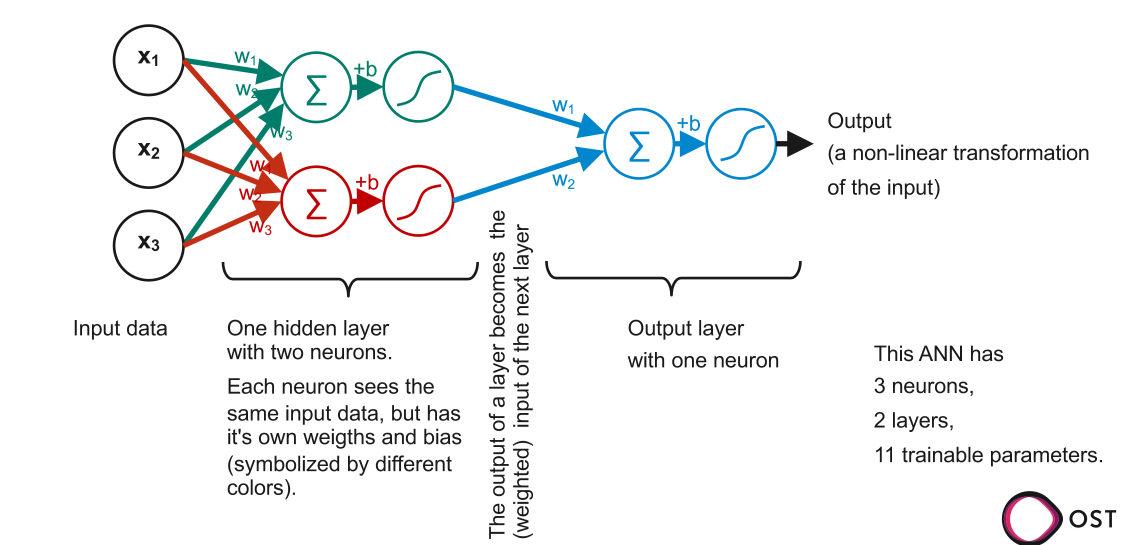 x1
x2
x3
w1
w2
w3
w1
w2
w3
Σ
+b
Σ
+b
w1
w2
Σ
+b
Output
(a non-linear transformation
of the input)
Input data
One hidden layer
with two neurons.
Each neuron sees the
same input data, but has
it's own weigths and bias
(symbolized by different
colors).
The output of a layer becomes the
(weighted) input of the next layer
Output layer
with one neuron
This ANN has
3 neurons,
2 layers,
11 trainable parameters.
OST